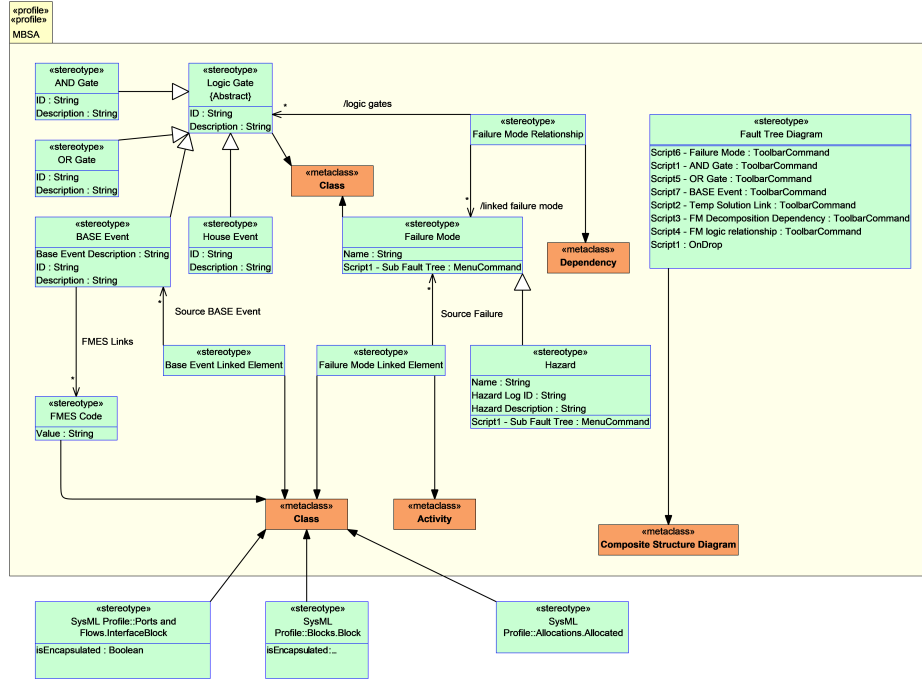 «profile»
«profile»
MBSA
«stereotype»
AND Gate
ID : String
Description : String
«stereotype»
Logic Gate
{Abstract}
ID : String
Description : String
*
/logic gates
«stereotype»
Failure Mode Relationship
«stereotype»
Fault Tree Diagram
Script6 - Failure Mode : ToolbarCommand
Script1 - AND Gate : ToolbarCommand
Script5 - OR Gate : ToolbarCommand
Script7 - BASE Event : ToolbarCommand
Script2 - Temp Solution Link : ToolbarCommand
Script3 - FM Decomposition Dependency : ToolbarCommand
Script4 - FM logic relationship : ToolbarCommand
Script1 : OnDrop
«stereotype»
OR Gate
ID : String
Description : String
«metaclass»
Class
*
/linked failure mode
«stereotype»
BASE Event
Base Event Description : String
ID : String
Description : String
«stereotype»
House Event
ID : String
Description : String
«stereotype»
Failure Mode
Name : String
Script1 - Sub Fault Tree : MenuCommand
«metaclass»
Dependency
*
Source BASE Event
*
Source Failure
FMES Links
*
«stereotype»
Base Event Linked Element
«stereotype»
Failure Mode Linked Element
«stereotype»
Hazard
Name : String
Hazard Log ID : String
Hazard Description : String
Script1 - Sub Fault Tree : MenuCommand
«stereotype»
FMES Code
Value : String
«metaclass»
Class
«metaclass»
Activity
«metaclass»
Composite Structure Diagram
«stereotype»
SysML Profile::Ports and
Flows.InterfaceBlock
isEncapsulated : Boolean
«stereotype»
SysML
Profile::Blocks.Block
isEncapsulated:...
«stereotype»
SysML
Profile::Allocations.Allocated